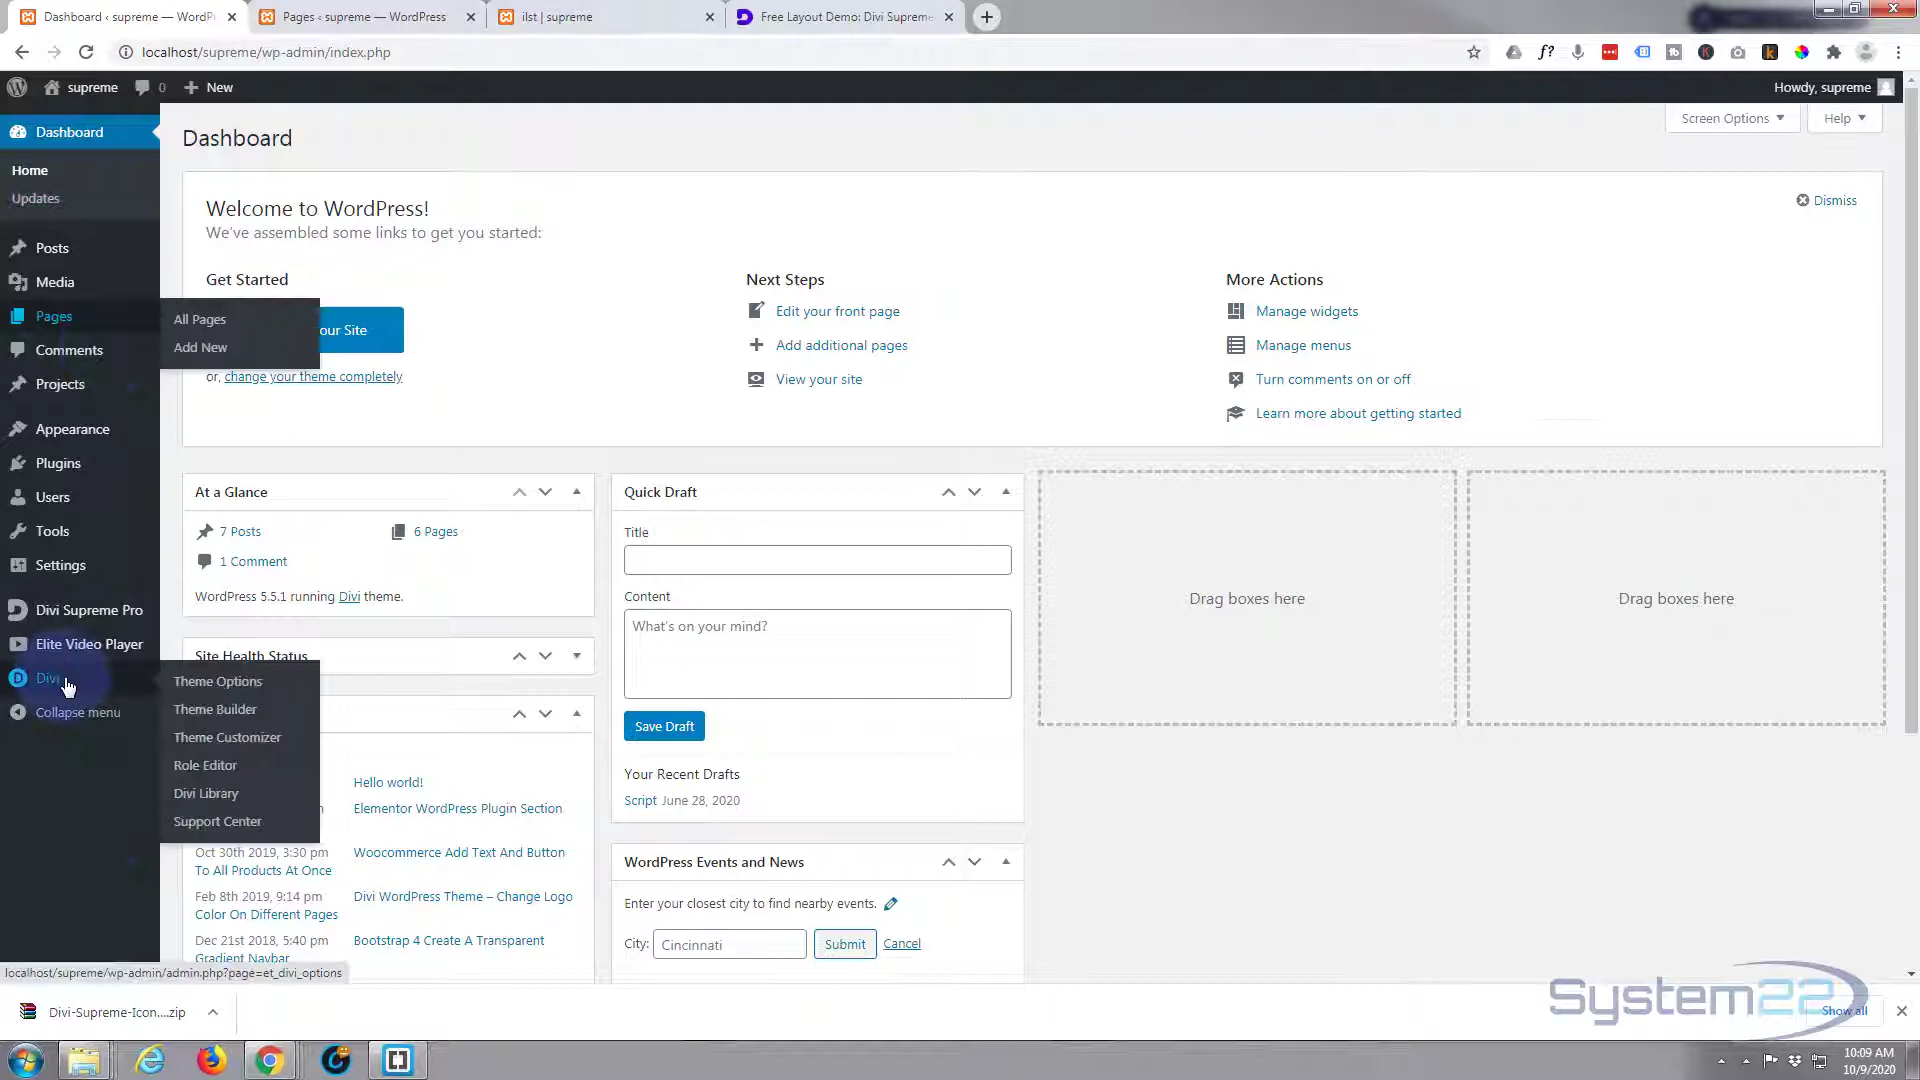 Dashboard ‹ supreme — WordPr
Pages ‹ supreme — WordPress
ilst | supreme
Free Layout Demo: Divi Supreme
localhost/supreme/wp-admin/index.php
supreme
0
New
Howdy, supreme
Dashboard
Home
Updates
Posts
Media
Pages
Comments
Projects
Appearance
Plugins
Users
Tools
Settings
Divi Supreme Pro
Elite Video Player
Divi
Collapse menu
All Pages
Add New
Theme Options
Theme Builder
Theme Customizer
Role Editor
Divi Library
Support Center
Dashboard
Screen Options
Help
Welcome to WordPress!
We've assembled some links to get you started:
Dismiss
Get Started
our Site
or, change your theme completely
Next Steps
Edit your front page
Add additional pages
View your site
More Actions
Manage widgets
Manage menus
Turn comments on or off
Learn more about getting started
At a Glance
7 Posts
6 Pages
1 Comment
WordPress 5.5.1 running Divi theme.
Site Health Status
Hello world!
Elementor WordPress Plugin Section
Oct 30th 2019, 3:30 pm
Woocommerce Add Text And Button
To All Products At Once
Feb 8th 2019, 9:14 pm
Divi WordPress Theme – Change Logo
Color On Different Pages
Dec 21st 2018, 5:40 pm
Bootstrap 4 Create A Transparent
Gradient Navbar
Quick Draft
Title
Content
What's on your mind?
Save Draft
Your Recent Drafts
Script June 28, 2020
WordPress Events and News
Enter your closest city to find nearby events.
City:
Cincinnati
Submit
Cancel
Drag boxes here
Drag boxes here
localhost/supreme/wp-admin/admin.php?page=et_divi_options
Divi-Supreme-Icon....zip
System22
Show all
10:09 AM
10/9/2020